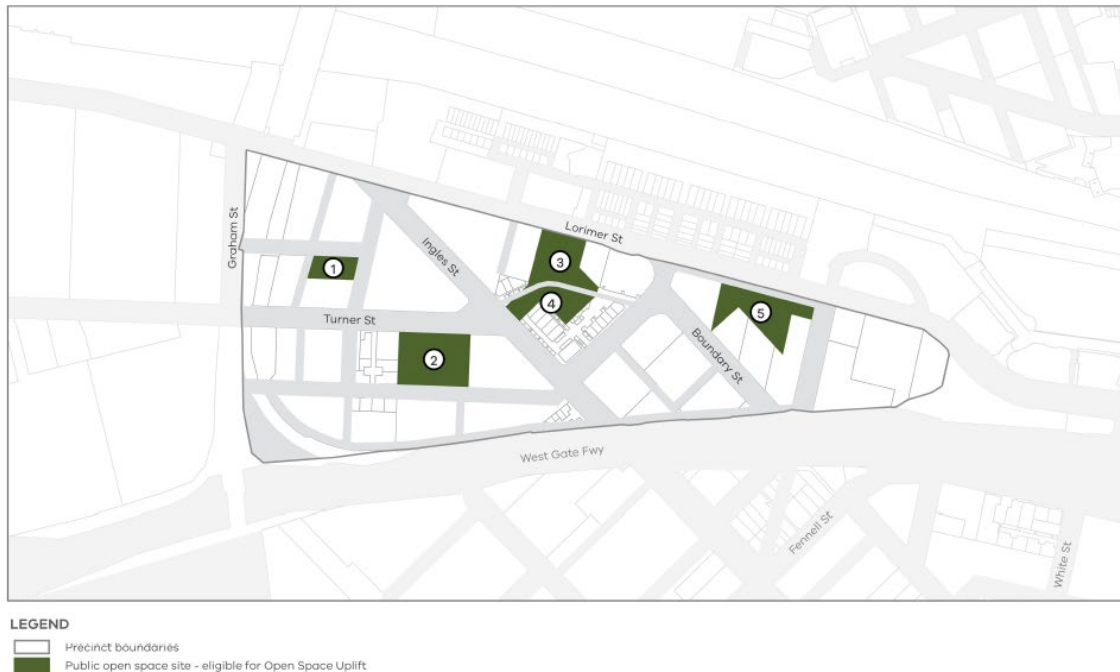 Lorimer St
Graham St
Ingles St
3
1
4
5
Turner St
2
Boundary St
West Gate Fwy
Fennell St
White St
LEGEND
Precinct boundaries
Public open space site - eligible for Open Space Uplift